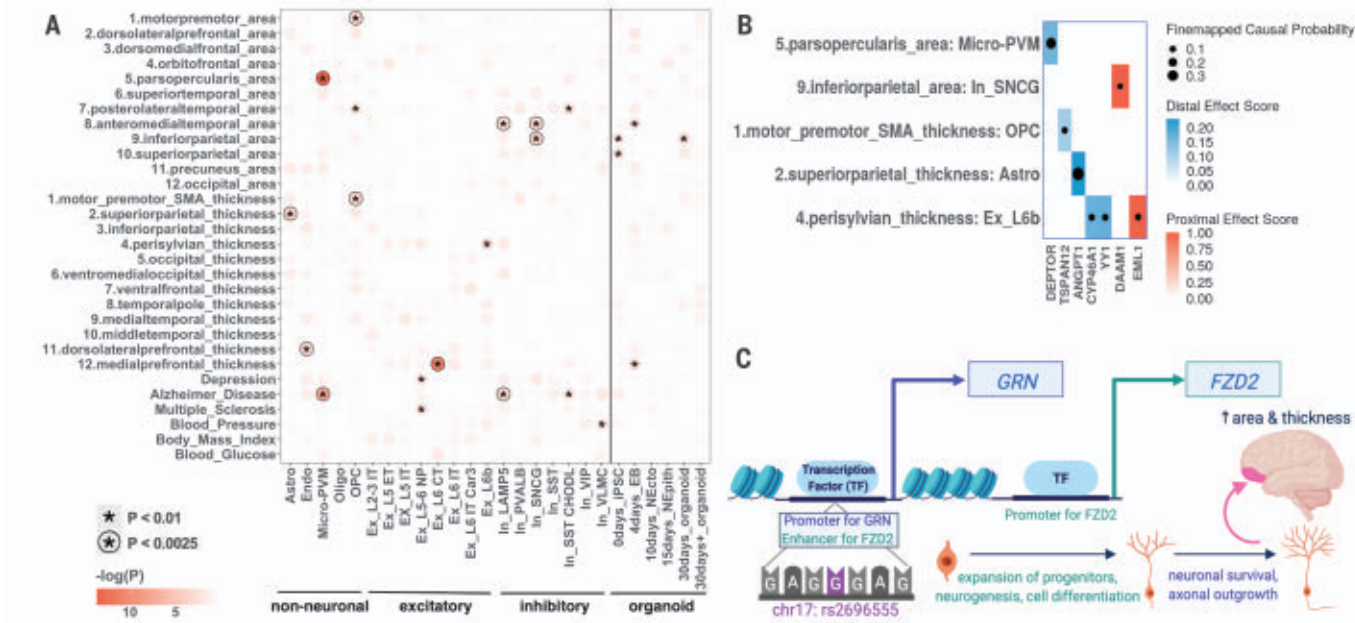 A
1.motorpremotor_area
2.dorsolateralprefrontal_area
3.dorsomedialfrontal_area
4.orbitofrontal_area
5.parsopercularis_area
6.superiortemporal_area
7.posterolateraltemporal_area
8.anteromedialtemporal_area
9.inferiorparietal_area
10.superiorparietal_area
11.precuneus_area
12.occipital_area
1.motor_premotor_SMA_thickness
2.superiorparietal_thickness
3.inferiorparietal_thickness
4.perisylvian_thickness
5.occipital_thickness
6.ventromedialoccipital_thickness
7.ventralfrontal_thickness
8.temporalpole_thickness
9.medialtemporal_thickness
10.middletemporal_thickness
11.dorsolateralprefrontal_thickness
12.medialprefrontal_thickness
Depression
Alzheimer_Disease
Multiple_Sclerosis
Blood_Pressure
Body_Mass_Index
Blood_Glucose
Astro
Endo
Micro-PVM
Oligo
OPC
Ex_L2-3 IT
Ex_L5 ET
EX_L5 IT
Ex_L5-6 NP
Ex_L6 CT
Ex_L6 IT
Ex_L6 IT Car3
Ex_L6b
In_LAMP5
In_PVALB
In_SNCG
In_SST
In_SST CHODL
In_VIP
In_VLMC
0days_iPSC
4days_EB
10days_NEcto
15days_NEpith
30days_organoid
30days+_organoid
P < 0.01
P < 0.0025
-log(P)
10 5
non-neuronal excitatory inhibitory organoid
B
5.parsopercularis_area: Micro-PVM
9.inferiorparietal_area: In_SNCG
1.motor_premotor_SMA_thickness: OPC
2.superiorparietal_thickness: Astro
4.perisylvian_thickness: Ex_L6b
DEPTOR
TSPAN12
ANGPT1
CYP46A1
YY1
DAAM1
EML1
Finemapped Causal Probability
0.1
0.2
0.3
Distal Effect Score
0.20
0.15
0.10
0.05
0.00
Proximal Effect Score
1.00
0.75
0.50
0.25
0.00
C
GRN
FZD2
↑ area & thickness
Transcription
Factor (TF)
TF
Promoter for GRN
Enhancer for FZD2
Promoter for FZD2
G A G G G A G
chr17: rs2696555
expansion of progenitors,
neurogenesis, cell differentiation
neuronal survival,
axonal outgrowth